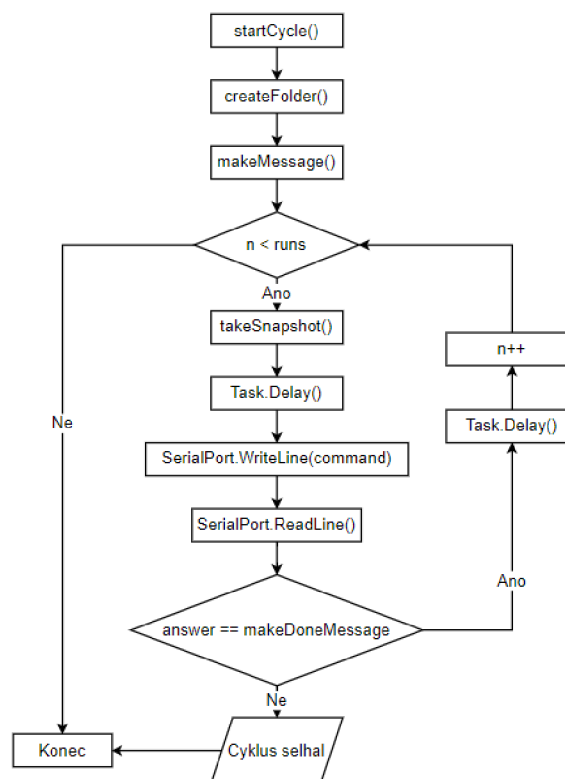 startCycle()
createFolder()
makeMessage()
n < runs
Ano
takeSnapshot()
n++
Task.Delay()
Ne
Task.Delay()
SerialPort.WriteLine(command)
SerialPort.ReadLine()
Ano
answer == makeDoneMessage
Ne
Konec
Cyklus selhal